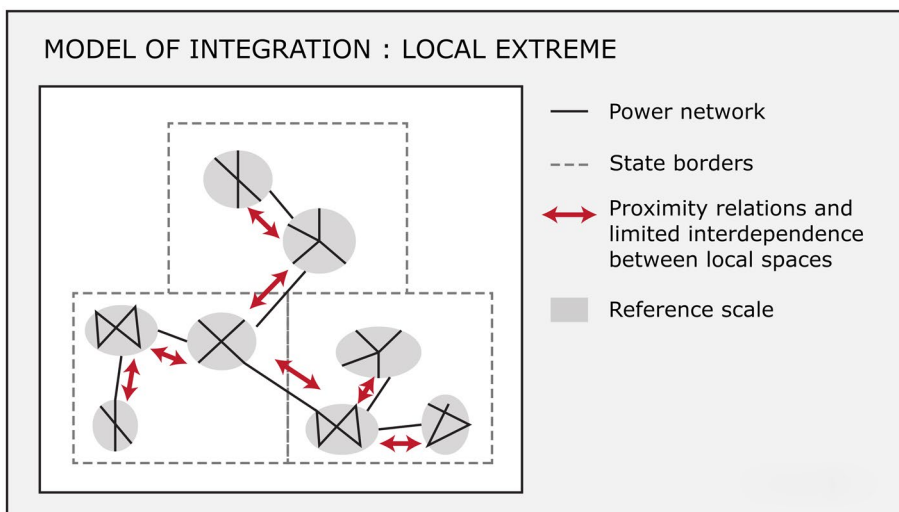 MODEL OF INTEGRATION : LOCAL EXTREME
Power network
State borders
Proximity relations and
limited interdependence
between local spaces
Reference scale